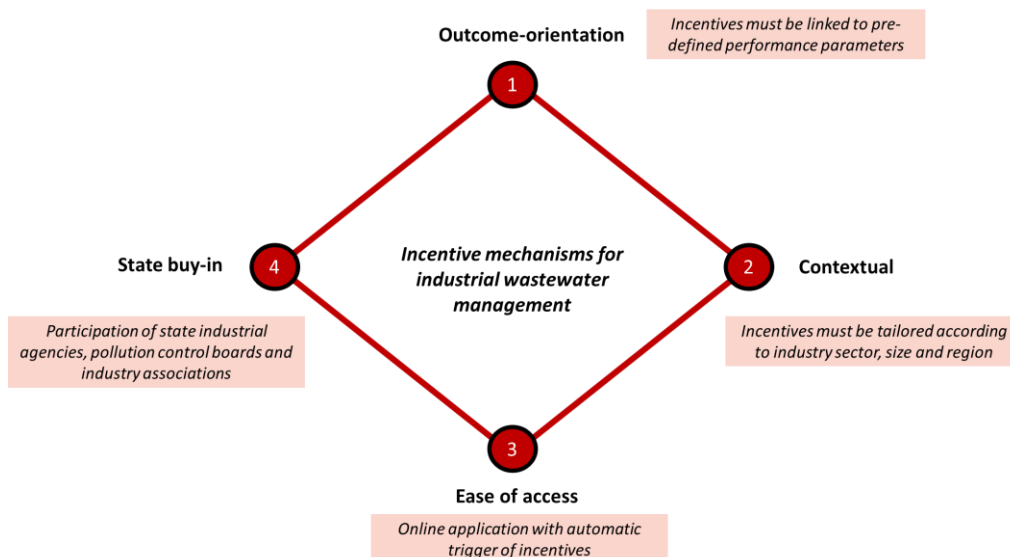 Outcome-orientation
Incentives must be linked to pre-
defined performance parameters
1
State buy-in
4
Incentive mechanisms for
industrial wastewater
management
2
Contextual
Participation of state industrial
agencies, pollution control boards and
industry associations
Incentives must be tailored according
to industry sector, size and region
3
Ease of access
Online application with automatic
trigger of incentives